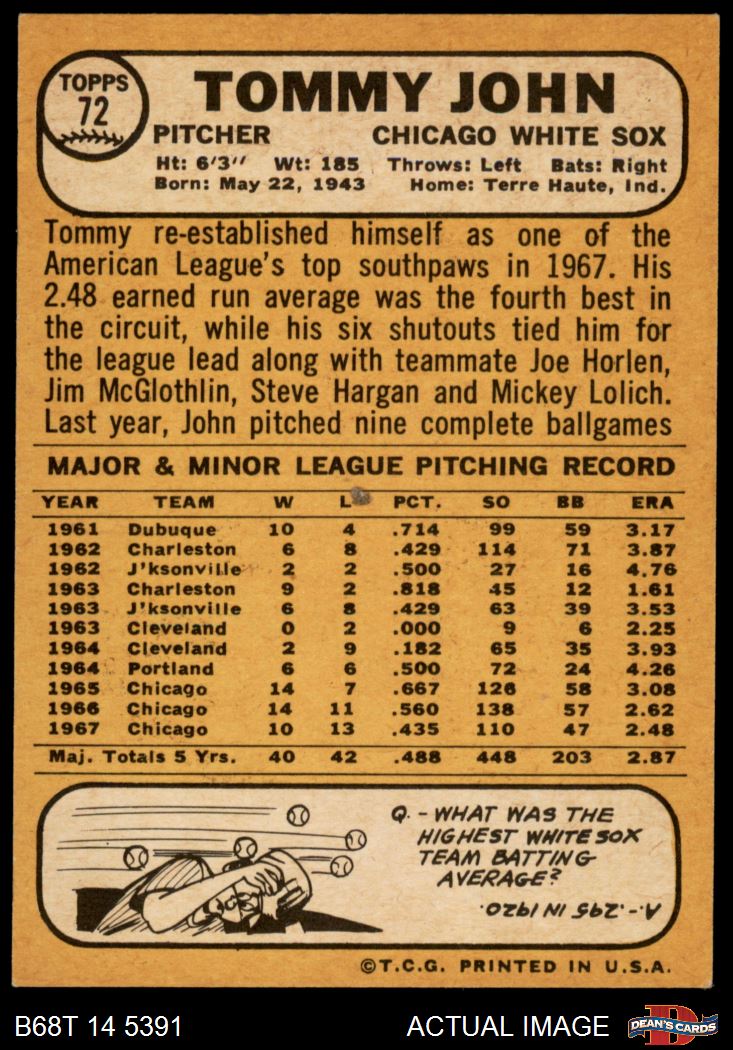 TOPPS
72
TOMMY JOHN
PITCHER CHICAGO WHITE SOX
Ht: 6'3'' Wt: 185 Throws: Left Bats: Right
Born: May 22, 1943 Home: Terre Haute, Ind.
Tommy re-established himself as one of the
American League's top southpaws in 1967. His
2.48 earned run average was the fourth best in
the circuit, while his six shutouts tied him for
the league lead along with teammate Joe Horlen,
Jim McGlothlin, Steve Hargan and Mickey Lolich.
Last year, John pitched nine complete ballgames
MAJOR & MINOR LEAGUE PITCHING RECORD
YEAR TEAM W L PCT. SO BB ERA
1961 Dubuque 10 4 .714 99 59 3.17
1962 Charleston 6 8 .429 114 71 3.87
1962 J'ksonville 2 2 .500 27 16 4.76
1963 Charleston 9 2 .818 45 12 1.61
1963 J'ksonville 6 8 .429 63 39 3.53
1963 Cleveland 0 2 .000 9 6 2.25
1964 Cleveland 2 9 .182 65 35 3.93
1964 Portland 6 6 .500 72 24 4.26
1965 Chicago 14 7 .667 126 58 3.08
1966 Chicago 14 11 .560 138 57 2.62
1967 Chicago 10 13 .435 110 47 2.48
Maj. Totals 5 Yrs. 40 42 .488 448 203 2.87
Q.-WHAT WAS THE
HIGHEST WHITE SOX
TEAM BATTING
AVERAGE?
A.-.295 IN 1920.
©T.C.G. PRINTED IN U.S.A.
B68T 14 5391 ACTUAL IMAGE
D
DEAN'S CARDS